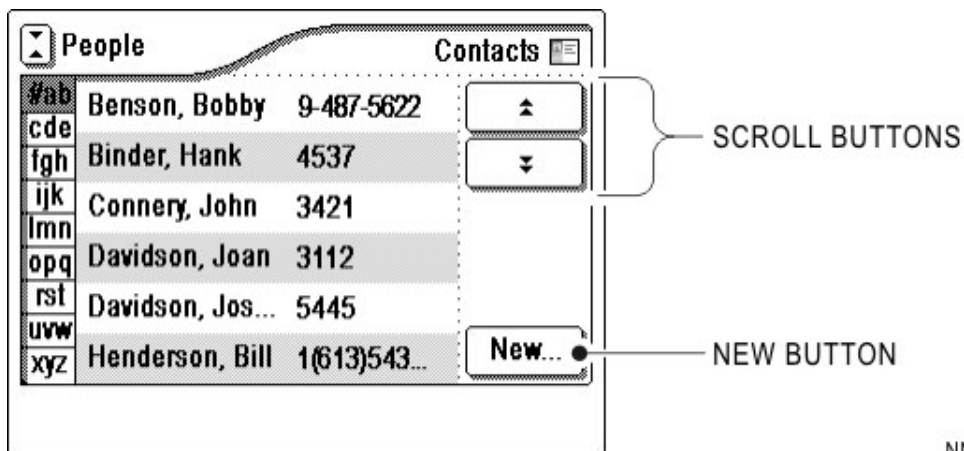 People Contacts
#ab
cde
fgh
ijk
lmn
opq
rst
uvw
xyz
Benson, Bobby 9-487-5622
Binder, Hank 4537
Connery, John 3421
Davidson, Joan 3112
Davidson, Jos... 5445
Henderson, Bill 1(613)543...
SCROLL BUTTONS
New...
NEW BUTTON